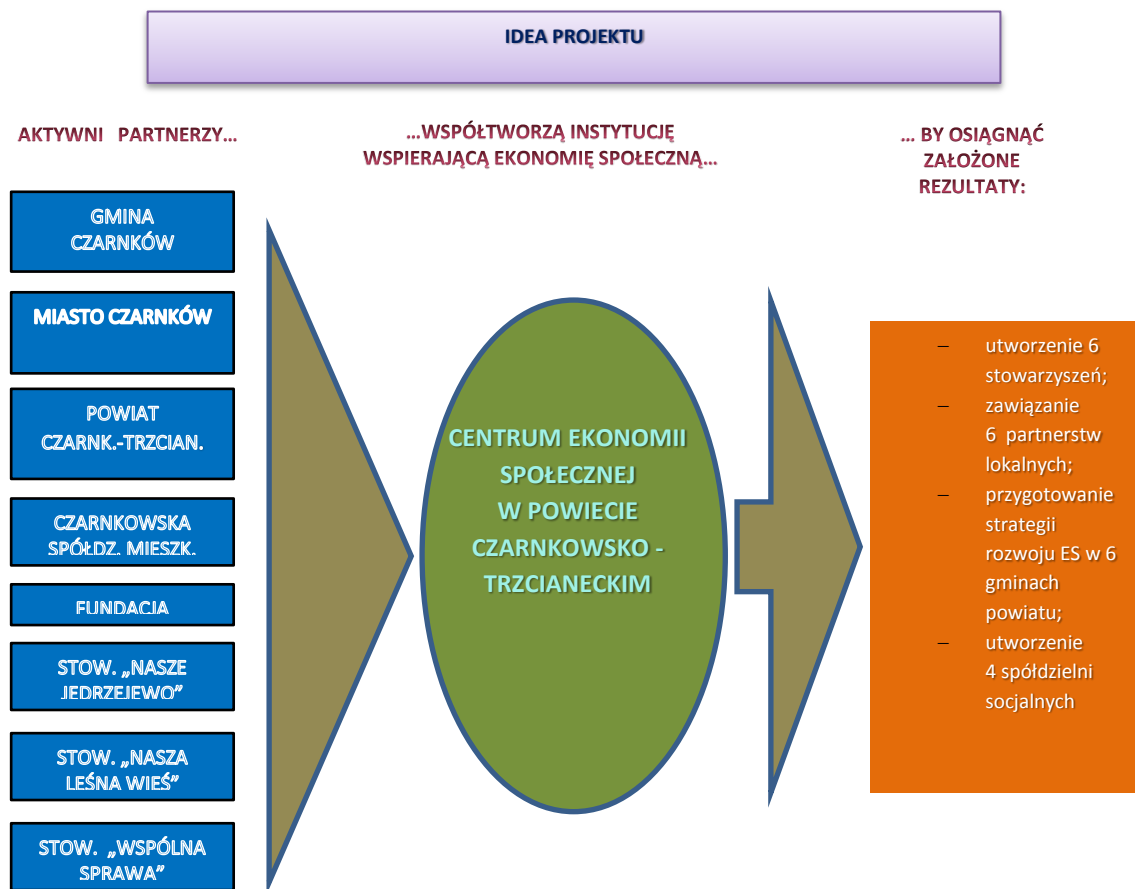 IDEA PROJEKTU
AKTYWNI PARTNERZY...
...WSPÓŁTWORZĄ INSTYTUCJĘ
WSPIERAJĄCĄ EKONOMIĘ SPOŁECZNĄ...
... BY OSIĄGNĄĆ
ZAŁOŻONE
REZULTATY:
GMINA
CZARNKÓW
MIASTO CZARNKÓW
POWIAT
CZARNK.-TRZCIAN.
CZARNKOWSKA
SPÓŁDZ. MIESZK.
FUNDACJA
STOW. „NASZE
JEDRZEJEWO”
STOW. „NASZA
LEŚNA WIEŚ”
STOW. „WSPÓLNA
SPRAWA”
CENTRUM EKONOMII
SPOŁECZNEJ
W POWIECIE
CZARNKOWSKO -
TRZCIANECKIM
– utworzenie 6
stowarzyszeń;
– zawiązanie
6 partnerstw
lokalnych;
– przygotowanie
strategii
rozwoju ES w 6
gminach
powiatu;
– utworzenie
4 spółdzielni
socjalnych